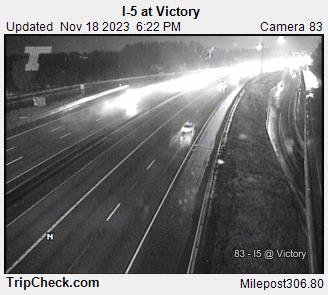 I-5 at Victory
Updated Nov 18 2023 6:22 PM Camera 83
T
N
83 - I5 @ Victory
TripCheck.com Milepost306.80